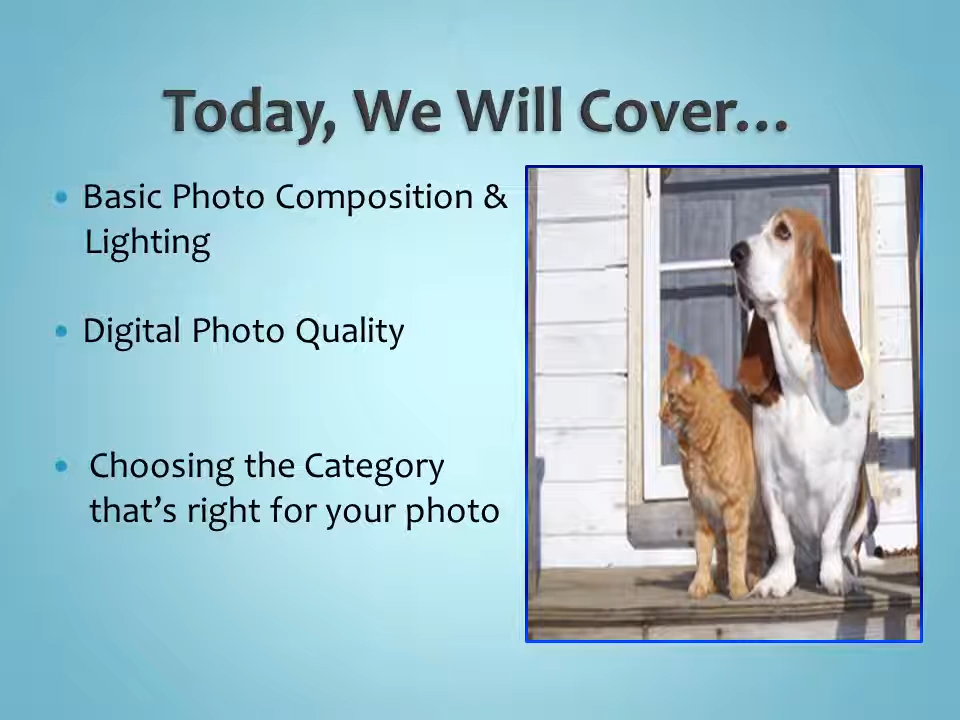 Today, We Will Cover…
• Basic Photo Composition &
Lighting
• Digital Photo Quality
• Choosing the Category
that’s right for your photo